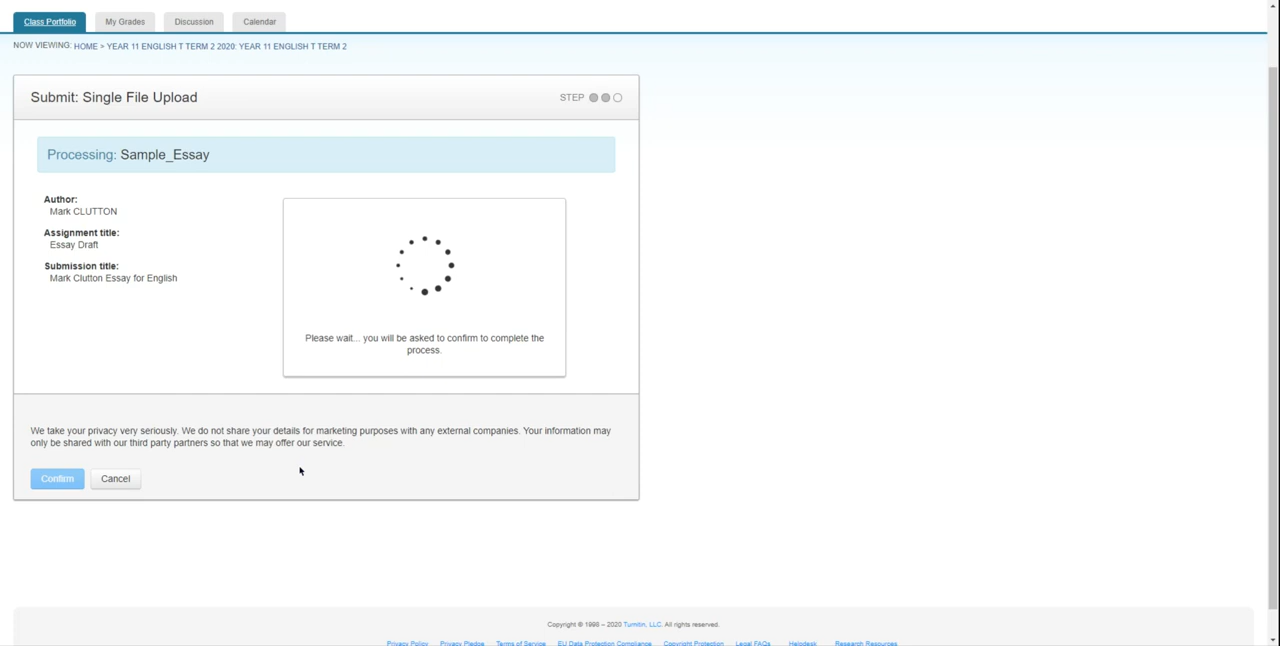 Class Portfolio My Grades Discussion Calendar
NOW VIEWING: HOME > YEAR 11 ENGLISH T TERM 2 2020: YEAR 11 ENGLISH T TERM 2
Submit: Single File Upload STEP
Processing: Sample_Essay
Author:
Mark CLUTTON
Assignment title:
Essay Draft
Submission title:
Mark Clutton Essay for English
Please wait... you will be asked to confirm to complete the
process.
We take your privacy very seriously. We do not share your details for marketing purposes with any external companies. Your information may
only be shared with our third party partners so that we may offer our service.
Confirm Cancel
Copyright © 1998 – 2020 Turnitin, LLC. All rights reserved.
Privacy Policy Privacy Pledge Terms of Service EU Data Protection Compliance Copyright Protection Legal FAQs Helpdesk Research Resources